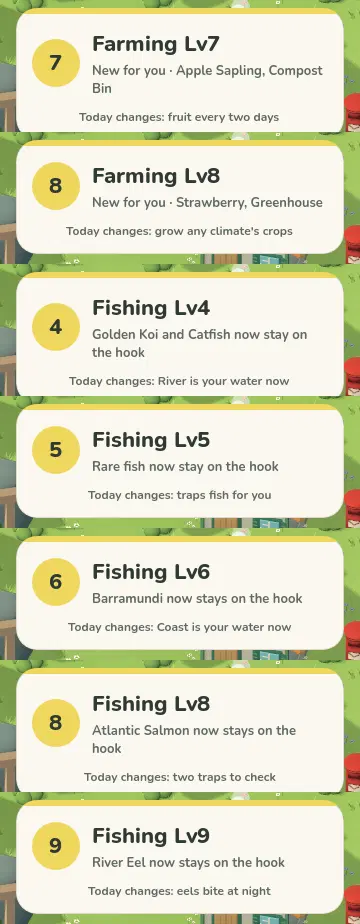 7
Farming Lv7
New for you · Apple Sapling, Compost
Bin
Today changes: fruit every two days
8
Farming Lv8
New for you · Strawberry, Greenhouse
Today changes: grow any climate's crops
4
Fishing Lv4
Golden Koi and Catfish now stay on
the hook
Today changes: River is your water now
5
Fishing Lv5
Rare fish now stay on the hook
Today changes: traps fish for you
6
Fishing Lv6
Barramundi now stays on the hook
Today changes: Coast is your water now
8
Fishing Lv8
Atlantic Salmon now stays on the
hook
Today changes: two traps to check
9
Fishing Lv9
River Eel now stays on the hook
Today changes: eels bite at night